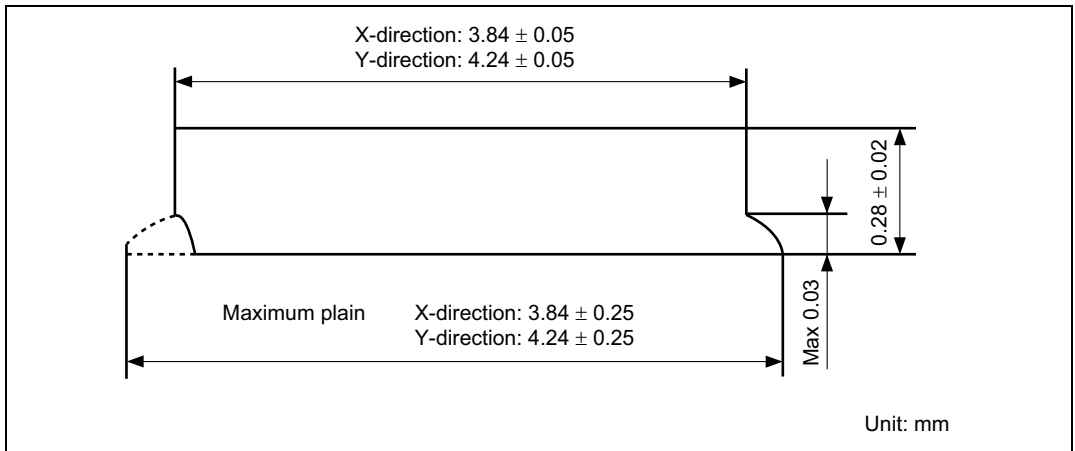 X-direction: 3.84 ± 0.05
Y-direction: 4.24 ± 0.05
0.28 ± 0.02
Max 0.03
Maximum plain X-direction: 3.84 ± 0.25
Y-direction: 4.24 ± 0.25
Unit: mm